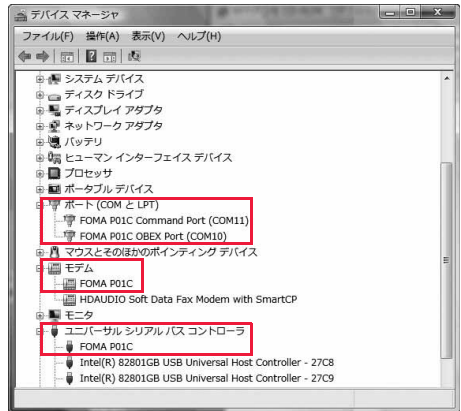 デバイス マネージャ
ファイル(F) 操作(A) 表示(V) ヘルプ(H)
システム デバイス
ディスク ドライブ
ディスプレイ アダプタ
ネットワーク アダプタ
バッテリ
ヒューマン インターフェイス デバイス
プロセッサ
ポータブル デバイス
ポート (COM と LPT)
FOMA P01C Command Port (COM11)
FOMA P01C OBEX Port (COM10)
マウスとそのほかのポインティング デバイス
モデム
FOMA P01C
HDAUDIO Soft Data Fax Modem with SmartCP
モニタ
ユニバーサル シリアル バス コントローラ
FOMA P01C
Intel(R) 82801GB USB Universal Host Controller - 27C8
Intel(R) 82801GB USB Universal Host Controller - 27C9